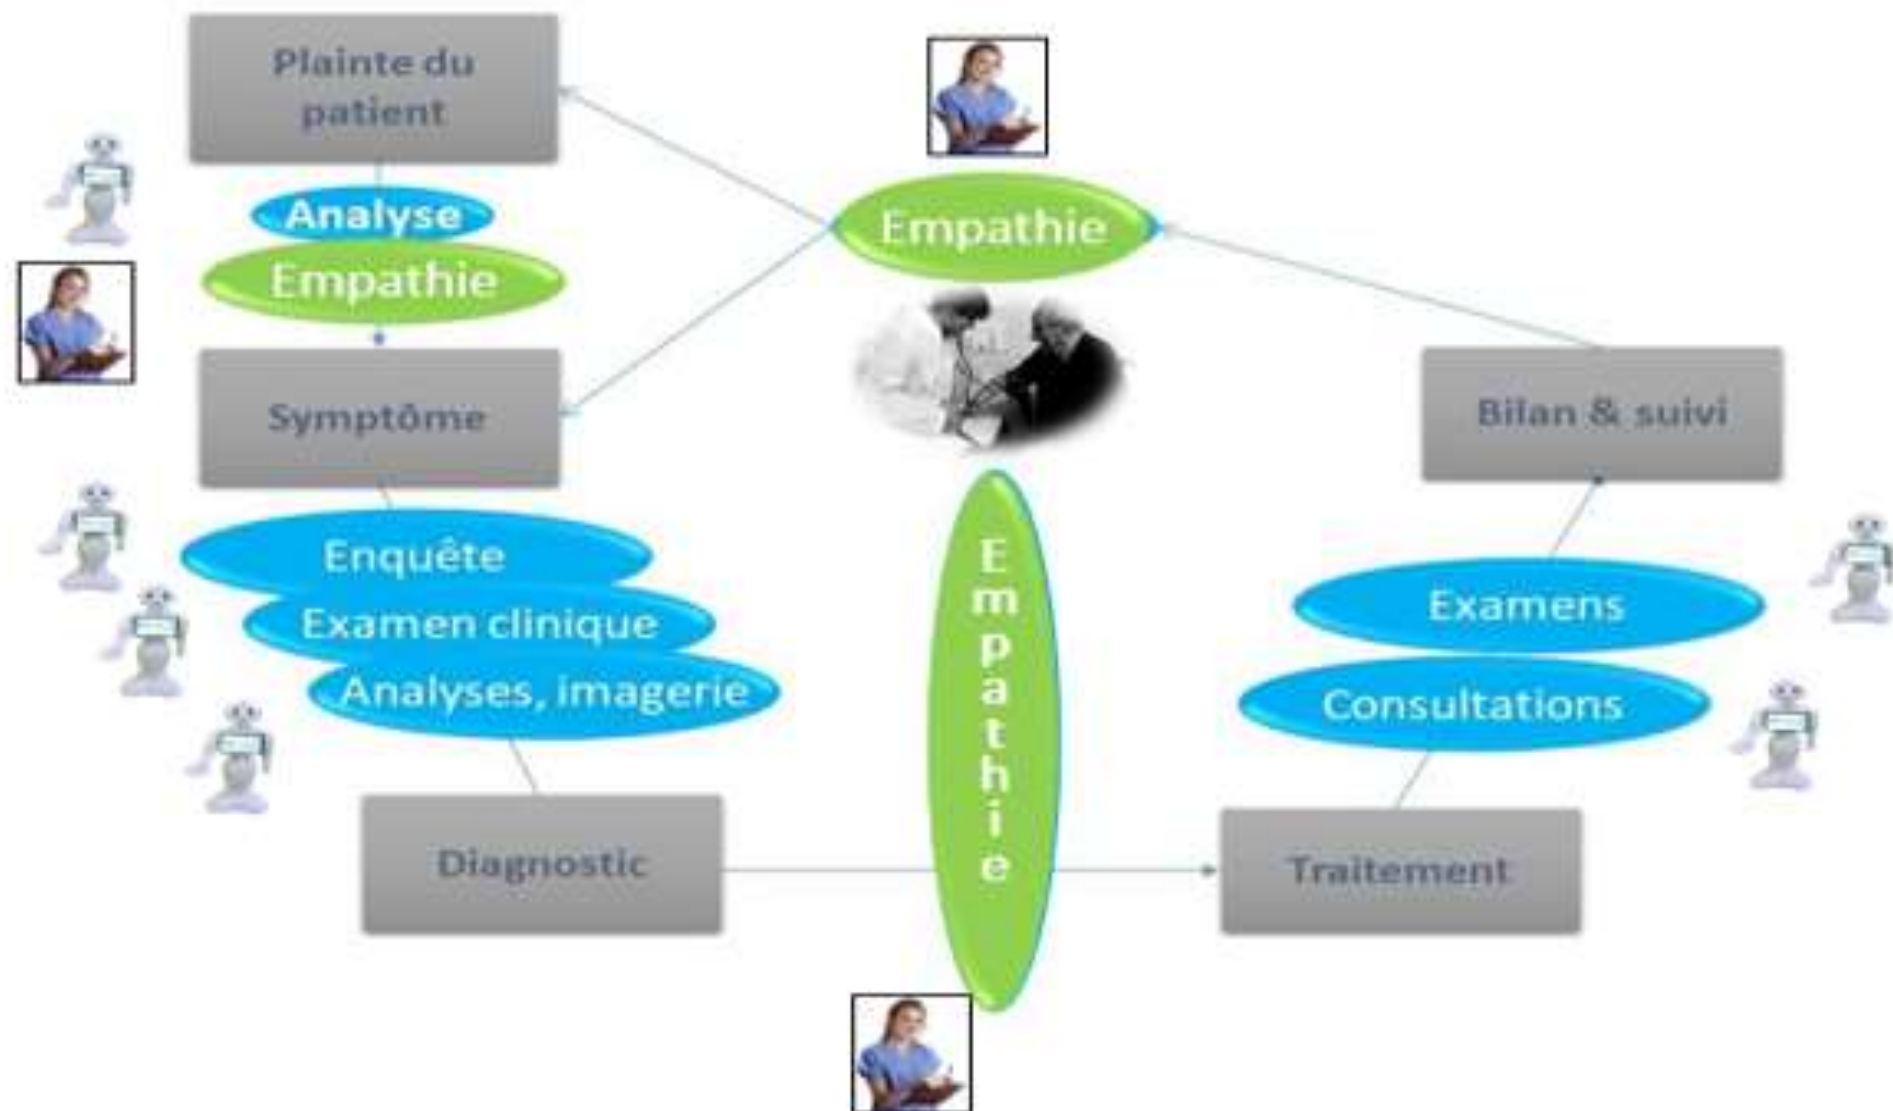 Plainte du
patient
Analyse
Empathie
Symptôme
Enquête
Examen clinique
Analyses, imagerie
Diagnostic
Empathie
Empathie
Traitement
Consultations
Examens
Bilan & suivi